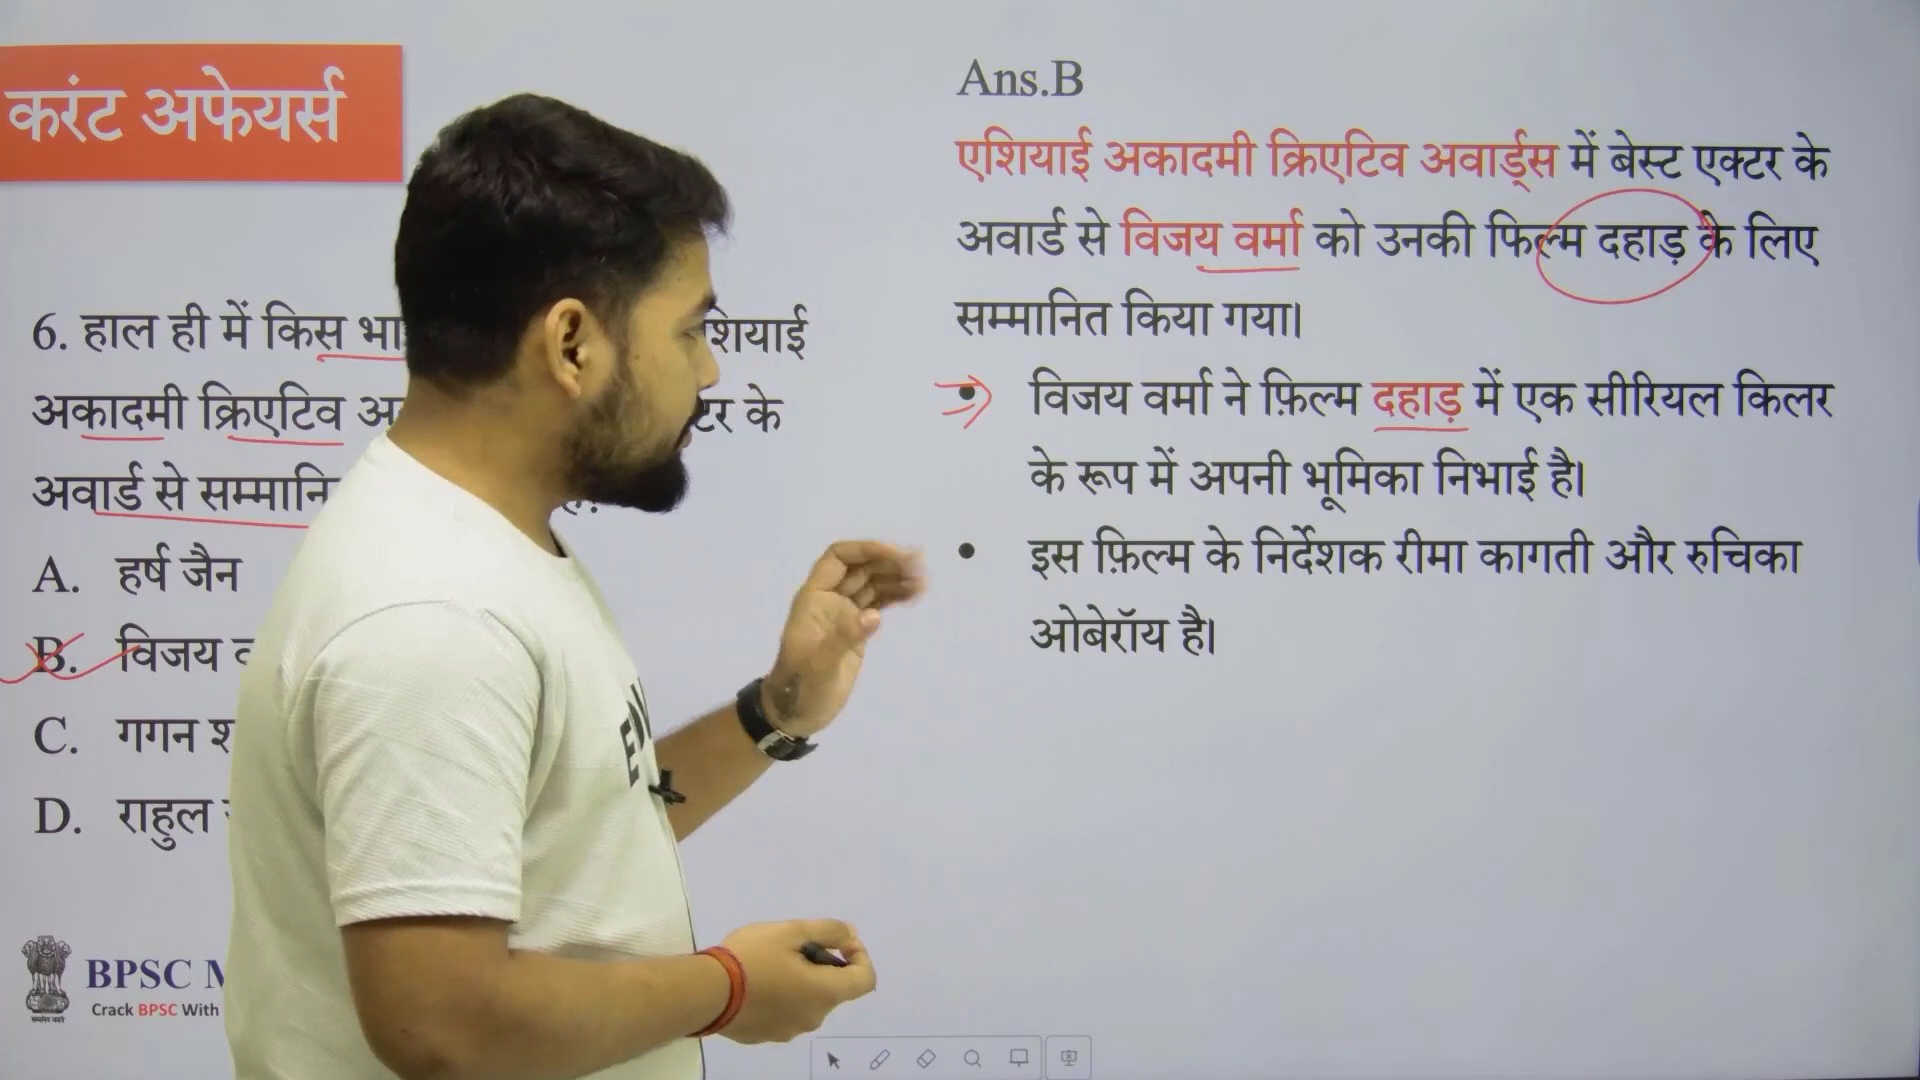 करंट अफेयर्स
6. हाल ही में किस
अकादमी क्रिएटिव के
अवार्ड से
A. हर्ष जैन
B. विजय
C. गगन
D. राहुल
Ans.B
एशियाई अकादमी क्रिएटिव अवार्ड्स में बेस्ट एक्टर के
अवार्ड से विजय वर्मा को उनकी फिल्म दहाड़ के लिए
सम्मानित किया गया।
• विजय वर्मा ने फ़िल्म दहाड़ में एक सीरियल किलर
के रूप में अपनी भूमिका निभाई है।
• इस फ़िल्म के निर्देशक रीमा कागती और रुचिका
ओबेरॉय है।
BPSC
Crack BPSC With